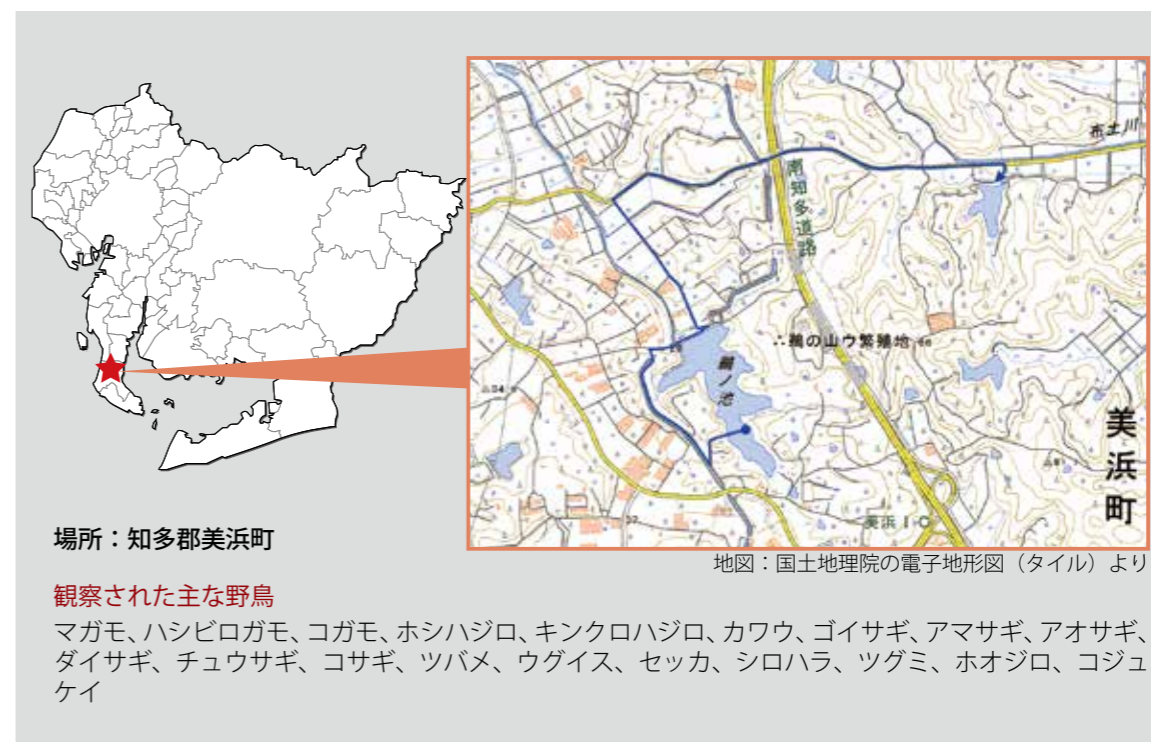 布土川
南知多道路
∴鵜の山ウ繁殖地
鵜ノ池
美浜町
美浜I・C
地図：国土地理院の電子地形図（タイル）より
場所：知多郡美浜町
観察された主な野鳥
マガモ、ハシビロガモ、コガモ、ホシハジロ、キンクロハジロ、カワウ、ゴイサギ、アマサギ、アオサギ、
ダイサギ、チュウサギ、コサギ、ツバメ、ウグイス、セッカ、シロハラ、ツグミ、ホオジロ、コジュ
ケイ